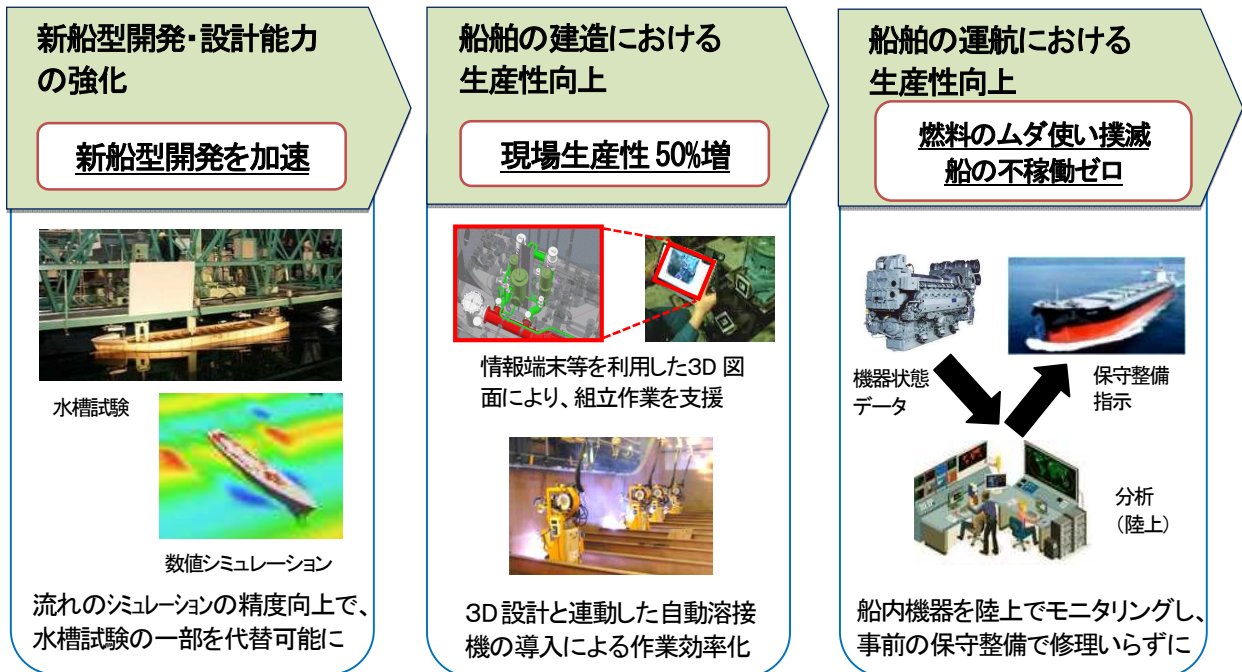 新船型開発・設計能力
の強化
新船型開発を加速
水槽試験
数値シミュレーション
流れのシミュレーションの精度向上で、
水槽試験の一部を代替可能に
船舶の建造における
生産性向上
現場生産性 50%増
情報端末等を利用した3D 図
面により、組立作業を支援
3D 設計と連動した自動溶接
機の導入による作業効率化
船舶の運航における
生産性向上
燃料のムダ使い撲滅
船の不稼働ゼロ
機器状態
データ
保守整備
指示
分析
(陸上)
船内機器を陸上でモニタリングし、
事前の保守整備で修理いらずに